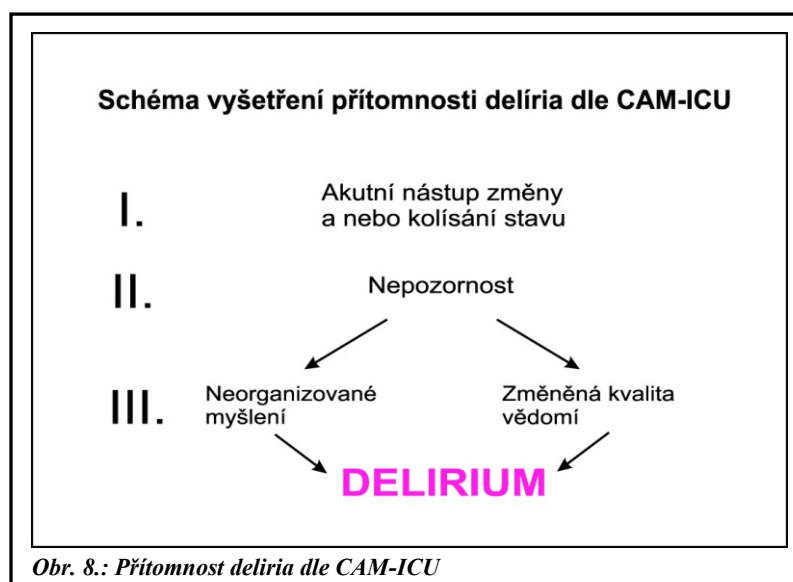 Schéma vyšetření přítomnosti delíria dle CAM-ICU
I.
Akutní nástup změny
a nebo kolísání stavu
II.
Nepozornost
III.
Neorganizované
myšlení
Změněná kvalita
vědomí
DELIRIUM
Obr. 8.: Přítomnost deliria dle CAM-ICU